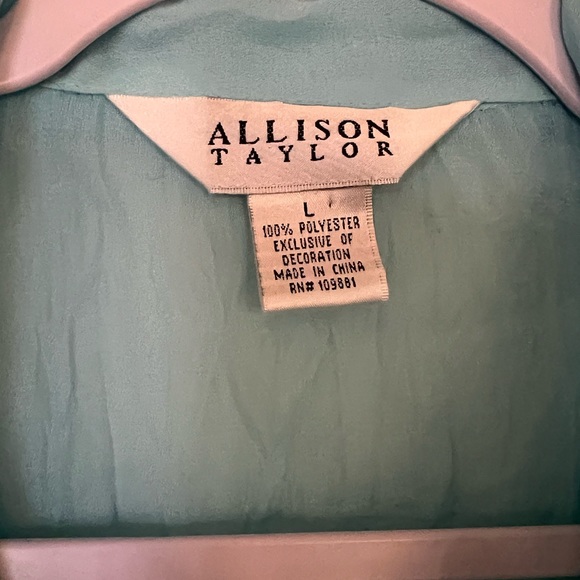 ALLISON
TAYLOR
L
100% POLYESTER
EXCLUSIVE OF
DECORATION
MADE IN CHINA
RN# 109881